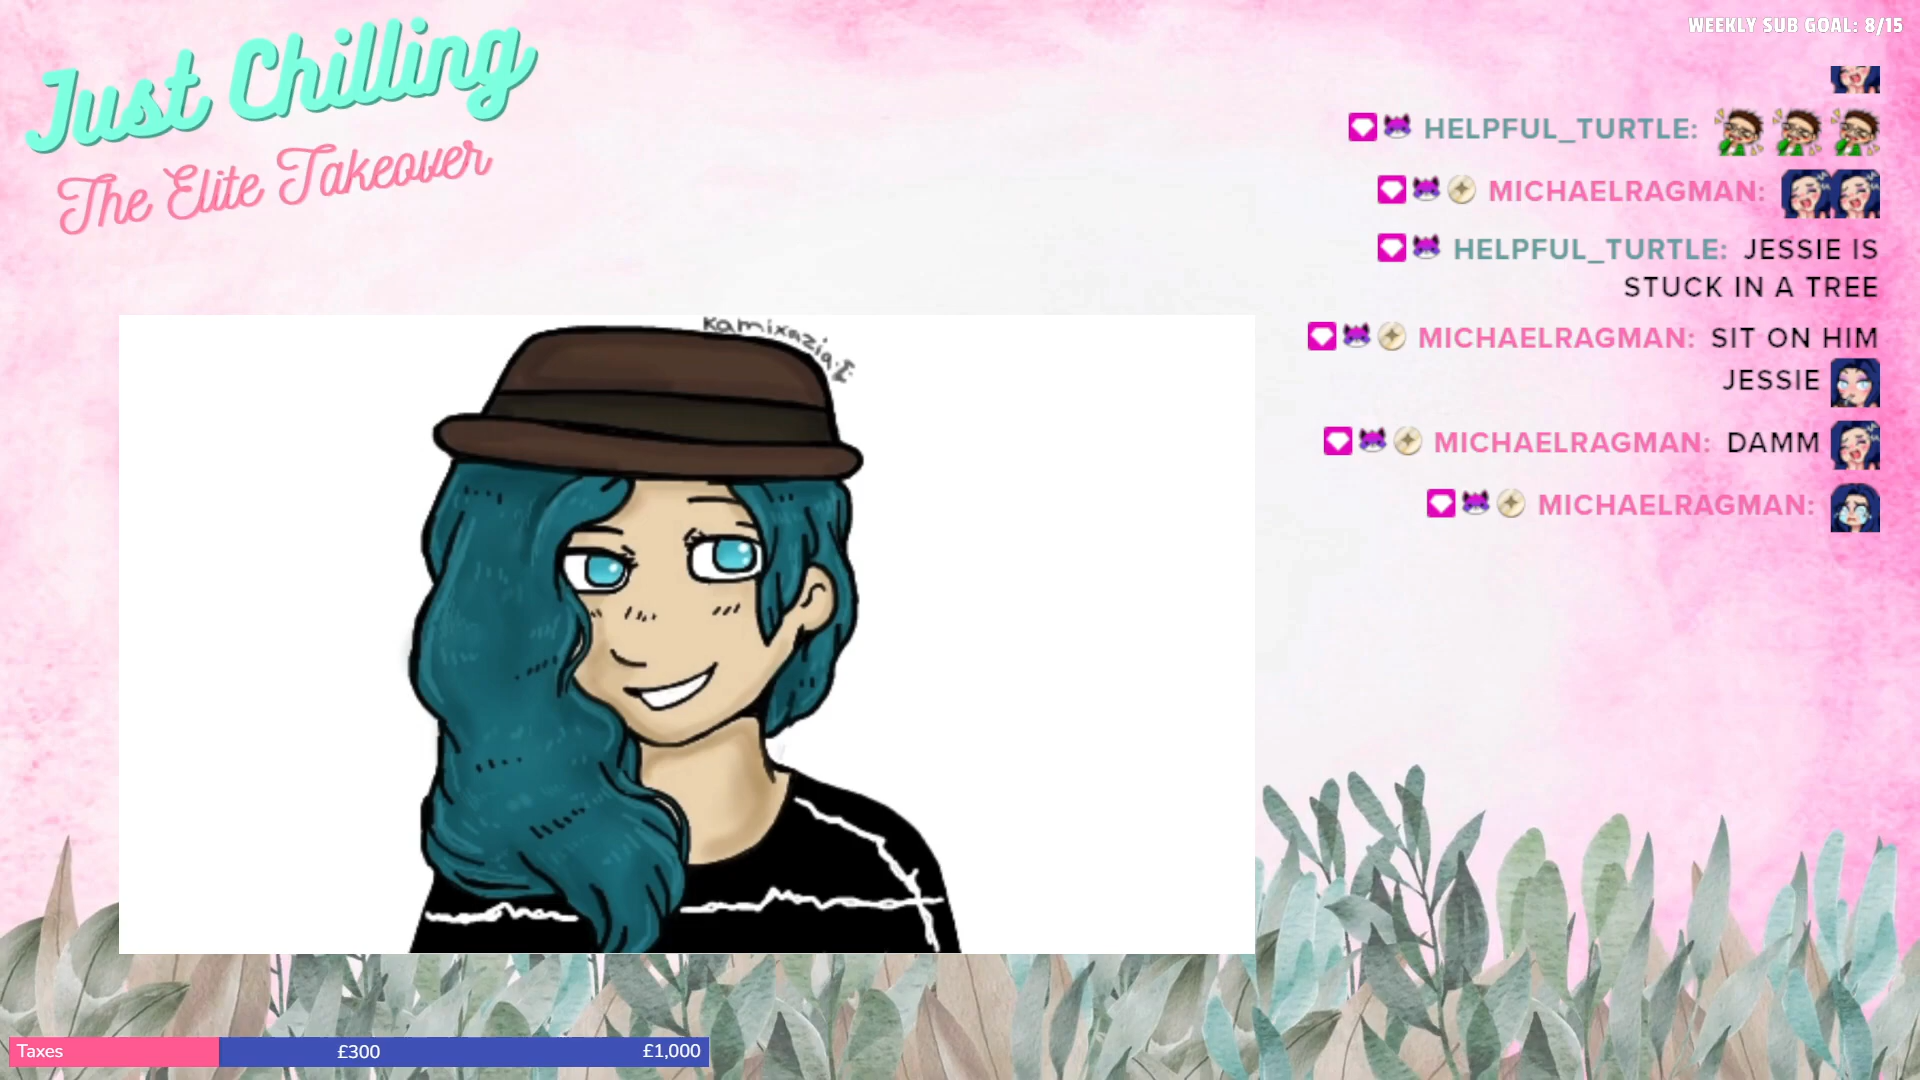 Just Chilling
The Elite Takeover
WEEKLY SUB GOAL: 8/15
HELPFUL_TURTLE:
MICHAELRAGMAN:
HELPFUL_TURTLE: JESSIE IS
STUCK IN A TREE
MICHAELRAGMAN: SIT ON HIM
JESSIE
MICHAELRAGMAN: DAMM
MICHAELRAGMAN:
Taxes £300 £1,000